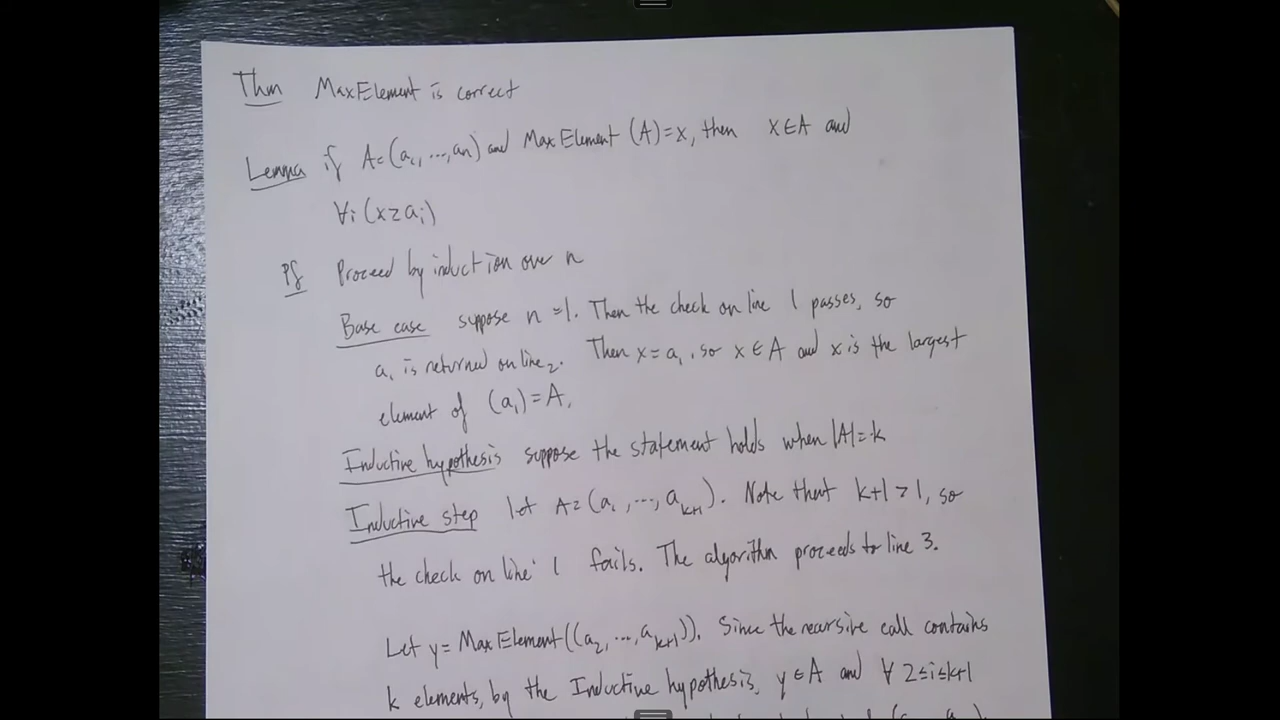 Thm MaxElement is correct
Lemma if A=(a₁,...,aₙ) and MaxElement (A)=x, then x∈A and
∀i (x≥aᵢ)
Pf Proceed by induction over n
Base case suppose n=1. Then the check on line 1 passes, so
a₁ is returned on line 2. Then x=a₁, so x∈A and x is the largest
element of (a₁)=A.
Inductive hypothesis suppose the statement holds when |A|=k
Inductive step let A=(a₁,...,aₖ₊₁). Note that k+1>1, so
the check on line 1 fails. The algorithm proceeds to line 3.
Let y=MaxElement((a₂,...,aₖ₊₁)). Since the recursive call contains
k elements, by the Inductive hypothesis, y∈A and ∀ 2≤i≤k+1